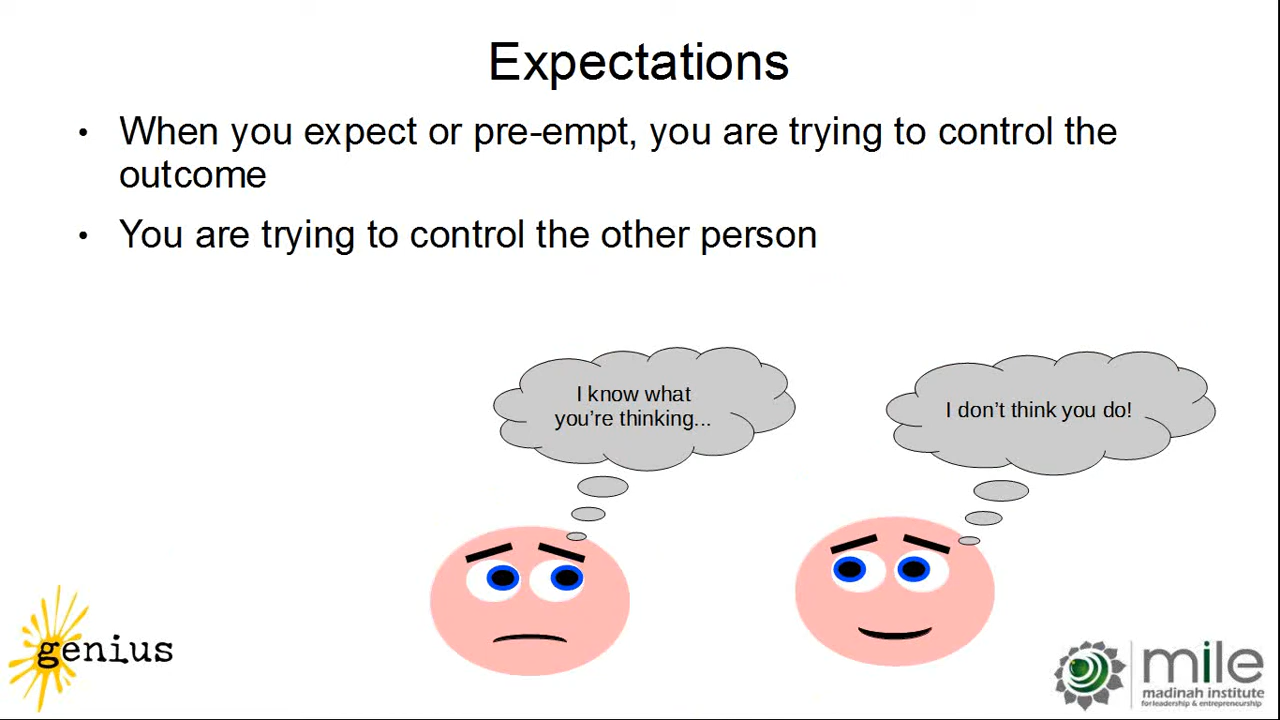 Expectations
• When you expect or pre-empt, you are trying to control the
outcome
• You are trying to control the other person
I know what
you're thinking...
I don't think you do!
genius
mile
madinah institute
for leadership & entrepreneurship